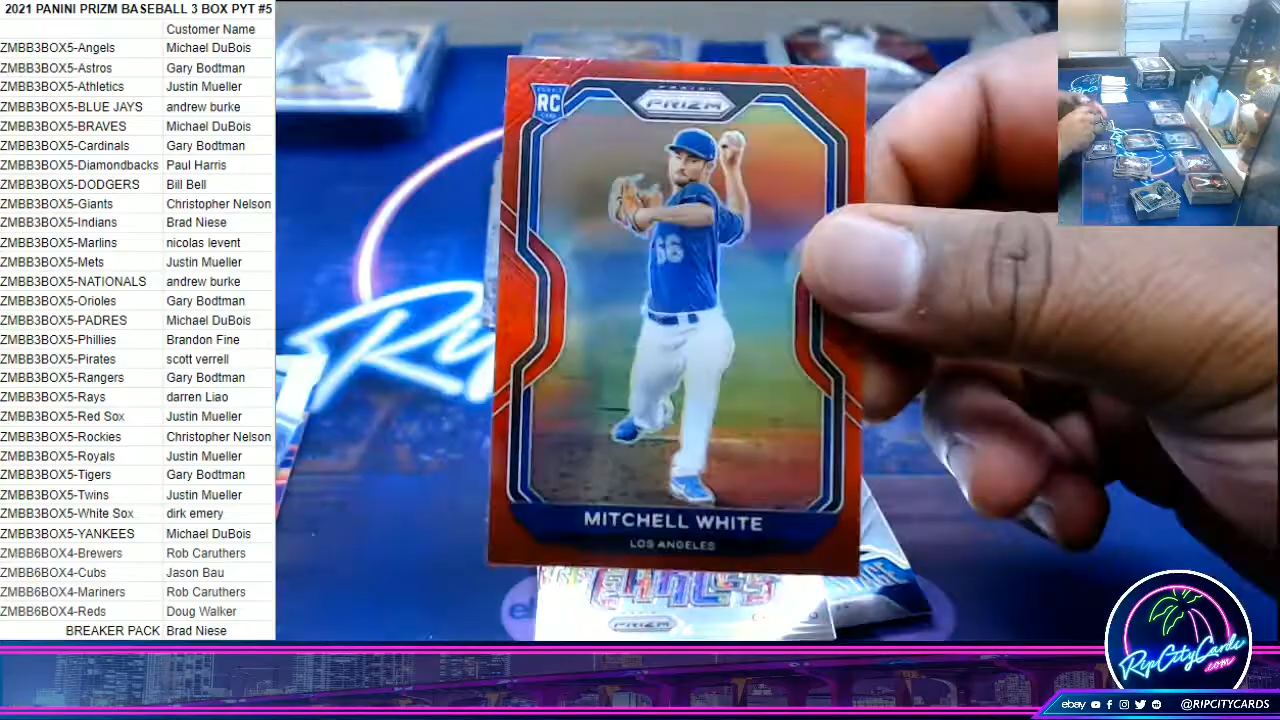 2021 PANINI PRIZM BASEBALL 3 BOX PYT #5
Customer Name
ZMBB3BOX5-Angels Michael DuBois
ZMBB3BOX5-Astros Gary Bodtman
ZMBB3BOX5-Athletics Justin Mueller
ZMBB3BOX5-BLUE JAYS andrew burke
ZMBB3BOX5-BRAVES Michael DuBois
ZMBB3BOX5-Cardinals Gary Bodtman
ZMBB3BOX5-Diamondbacks Paul Harris
ZMBB3BOX5-DODGERS Bill Bell
ZMBB3BOX5-Giants Christopher Nelson
ZMBB3BOX5-Indians Brad Niese
ZMBB3BOX5-Marlins nicolas levent
ZMBB3BOX5-Mets Justin Mueller
ZMBB3BOX5-NATIONALS andrew burke
ZMBB3BOX5-Orioles Gary Bodtman
ZMBB3BOX5-PADRES Michael DuBois
ZMBB3BOX5-Phillies Brandon Fine
ZMBB3BOX5-Pirates scott verrell
ZMBB3BOX5-Rangers Gary Bodtman
ZMBB3BOX5-Rays darren Liao
ZMBB3BOX5-Red Sox Justin Mueller
ZMBB3BOX5-Rockies Christopher Nelson
ZMBB3BOX5-Royals Justin Mueller
ZMBB3BOX5-Tigers Gary Bodtman
ZMBB3BOX5-Twins Justin Mueller
ZMBB3BOX5-White Sox dirk emery
ZMBB3BOX5-YANKEES Michael DuBois
ZMBB6BOX4-Brewers Rob Caruthers
ZMBB6BOX4-Cubs Jason Bau
ZMBB6BOX4-Mariners Rob Caruthers
ZMBB6BOX4-Reds Doug Walker
BREAKER PACK Brad Niese
RC
PANINI
PRIZM
66
MITCHELL WHITE
LOS ANGELES
PRIZM
RipCityCards
.com
ebay @RIPCITYCARDS